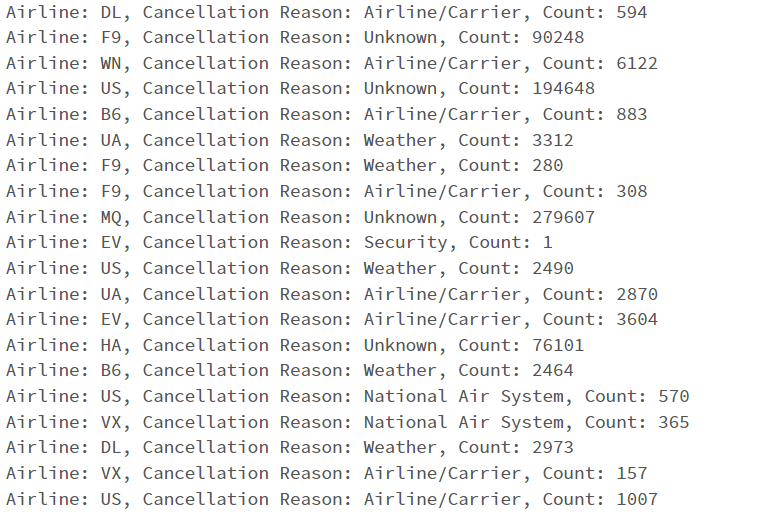 Airline: DL, Cancellation Reason: Airline/Carrier, Count: 594
Airline: F9, Cancellation Reason: Unknown, Count: 90248
Airline: WN, Cancellation Reason: Airline/Carrier, Count: 6122
Airline: US, Cancellation Reason: Unknown, Count: 194648
Airline: B6, Cancellation Reason: Airline/Carrier, Count: 883
Airline: UA, Cancellation Reason: Weather, Count: 3312
Airline: F9, Cancellation Reason: Weather, Count: 280
Airline: F9, Cancellation Reason: Airline/Carrier, Count: 308
Airline: MQ, Cancellation Reason: Unknown, Count: 279607
Airline: EV, Cancellation Reason: Security, Count: 1
Airline: US, Cancellation Reason: Weather, Count: 2490
Airline: UA, Cancellation Reason: Airline/Carrier, Count: 2870
Airline: EV, Cancellation Reason: Airline/Carrier, Count: 3604
Airline: HA, Cancellation Reason: Unknown, Count: 76101
Airline: B6, Cancellation Reason: Weather, Count: 2464
Airline: US, Cancellation Reason: National Air System, Count: 570
Airline: VX, Cancellation Reason: National Air System, Count: 365
Airline: DL, Cancellation Reason: Weather, Count: 2973
Airline: VX, Cancellation Reason: Airline/Carrier, Count: 157
Airline: US, Cancellation Reason: Airline/Carrier, Count: 1007